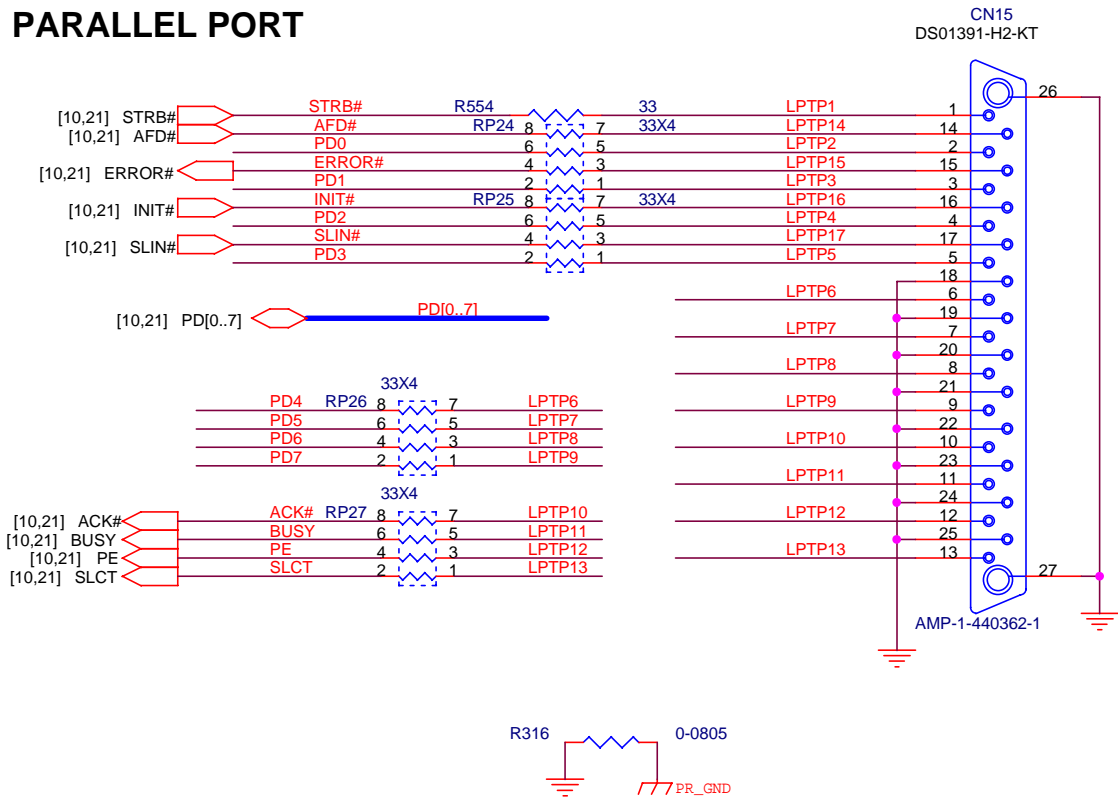 PARALLEL PORT
CN15
DS01391-H2-KT
26
[10,21] STRB# STRB# R554 33 LPTP1 1
[10,21] AFD# AFD# RP24 8 7 33X4 LPTP14 14
PD0 6 5 LPTP2 2
[10,21] ERROR# ERROR# 4 3 LPTP15 15
PD1 2 1 LPTP3 3
[10,21] INIT# INIT# RP25 8 7 33X4 LPTP16 16
PD2 6 5 LPTP4 4
[10,21] SLIN# SLIN# 4 3 LPTP17 17
PD3 2 1 LPTP5 5
18
LPTP6 6
[10,21] PD[0..7] PD[0..7] 19
LPTP7 7
20
LPTP8 8
33X4 21
PD4 RP26 8 7 LPTP6 LPTP9 9
PD5 6 5 LPTP7 22
PD6 4 3 LPTP8 LPTP10 10
PD7 2 1 LPTP9 23
LPTP11 11
33X4 24
[10,21] ACK# ACK# RP27 8 7 LPTP10 LPTP12 12
[10,21] BUSY BUSY 6 5 LPTP11 25
[10,21] PE PE 4 3 LPTP12 LPTP13 13
[10,21] SLCT SLCT 2 1 LPTP13 27
AMP-1-440362-1
R316 0-0805
PR_GND